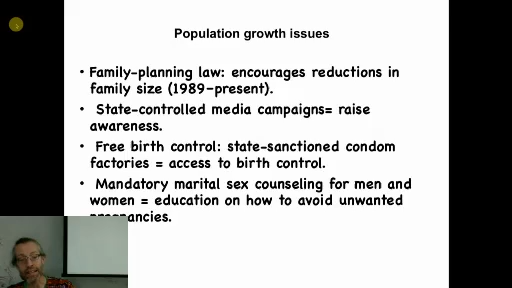 Population growth issues
• Family-planning law: encourages reductions in
family size (1989–present).
• State-controlled media campaigns= raise
awareness.
• Free birth control: state-sanctioned condom
factories = access to birth control.
• Mandatory marital sex counseling for men and
women = education on how to avoid unwanted
pregnancies.